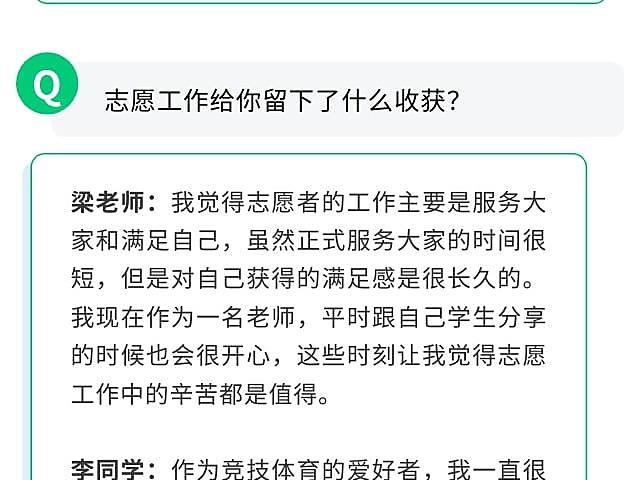 Q
志愿工作给你留下了什么收获?
梁老师：我觉得志愿者的工作主要是服务大
家和满足自己，虽然正式服务大家的时间很
短，但是对自己获得的满足感是很长久的。
我现在作为一名老师，平时跟自己学生分享
的时候也会很开心，这些时刻让我觉得志愿
工作中的辛苦都是值得。
李同学：作为竞技体育的爱好者，我一直很